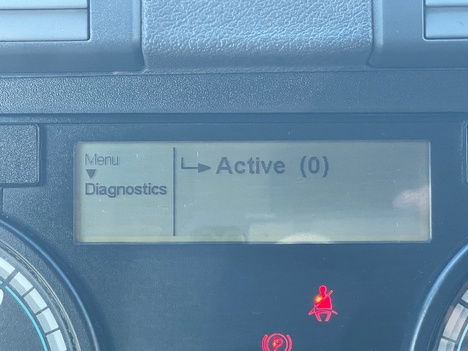 Menu
Diagnostics
Active (0)